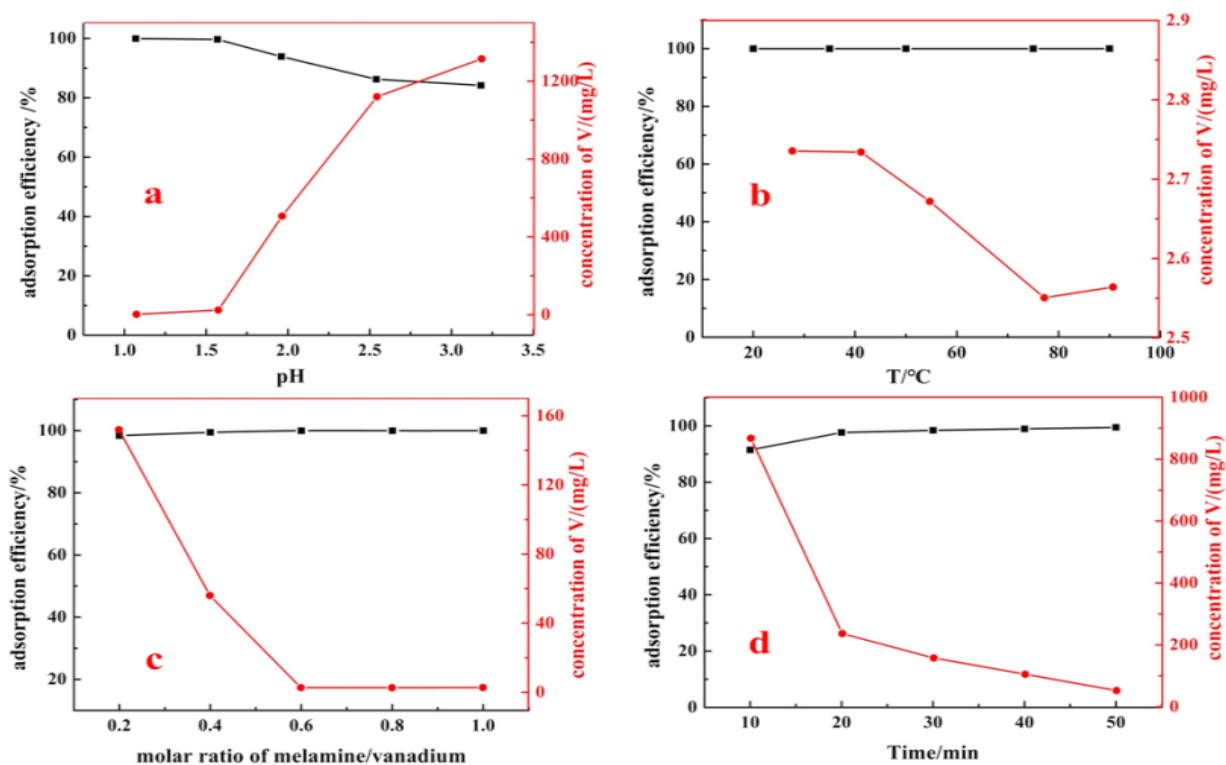 adsorption efficiency /%
100
80
60
40
20
0
a
1200
800
400
0
concentration of V/(mg/L)
1.0 1.5 2.0 2.5 3.0 3.5
pH
adsorption efficiency/%
100
80
60
40
20
0
b
2.9
2.8
2.7
2.6
2.5
concentration of V/(mg/L)
20 40 60 80 100
T/°C
adsorption efficiency/%
100
80
60
40
20
c
160
120
80
40
0
concentration of V/(mg/L)
0.2 0.4 0.6 0.8 1.0
molar ratio of melamine/vanadium
adsorption efficiency/%
100
80
60
40
20
d
1000
800
600
400
200
0
concentration of V/(mg/L)
10 20 30 40 50
Time/min